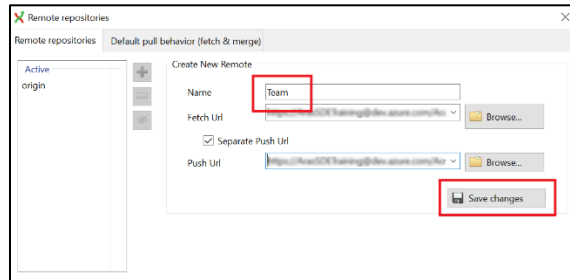 Remote repositories
Remote repositories Default pull behavior (fetch & merge)
Active
origin
Create New Remote
Name Team
Fetch Url Browse...
Separate Push Url
Push Url Browse...
Save changes